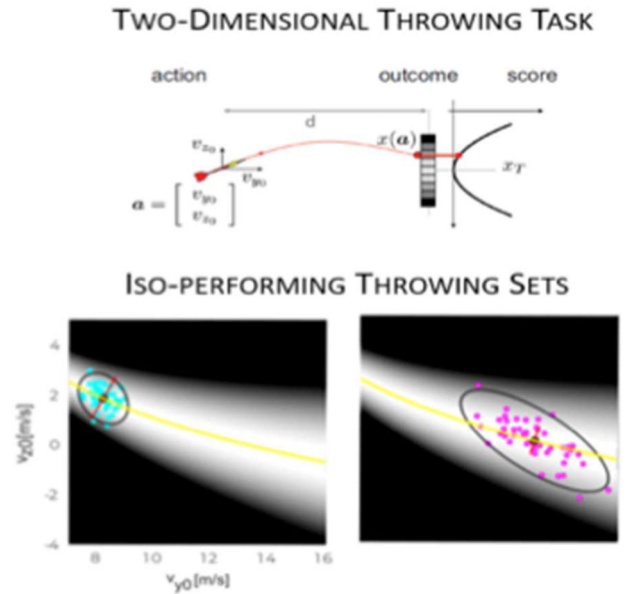 TWO-DIMENSIONAL THROWING TASK
action outcome score
d
v_z0
x(a)
x_T
v_y0
a = [ v_y0
v_z0 ]
ISO-PERFORMING THROWING SETS
4
2
0
-2
-4
v_z0[m/s]
8 10 12 14 16
v_y0[m/s]